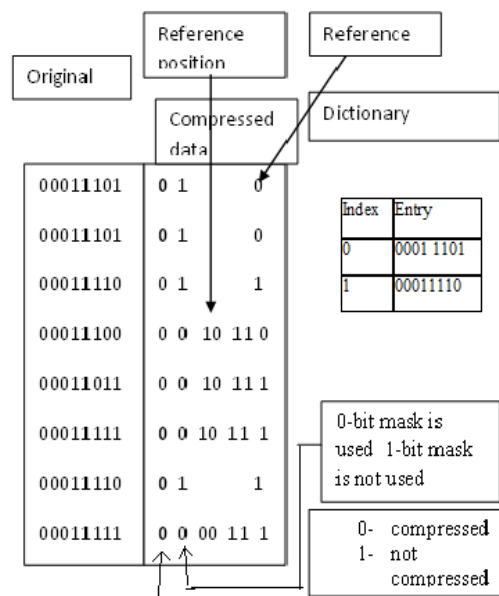 Reference
position
Reference
Original
Compressed
data
Dictionary
00011101 0 1 0
00011101 0 1 0
00011110 0 1 1
00011100 0 0 10 11 0
00011011 0 0 10 11 1
00011111 0 0 10 11 1
00011110 0 1 1
00011111 0 0 00 11 1
Index Entry
0 0001 1101
1 00011110
0-bit mask is
used 1-bit mask
is not used
0- compressed
1- not
compressed